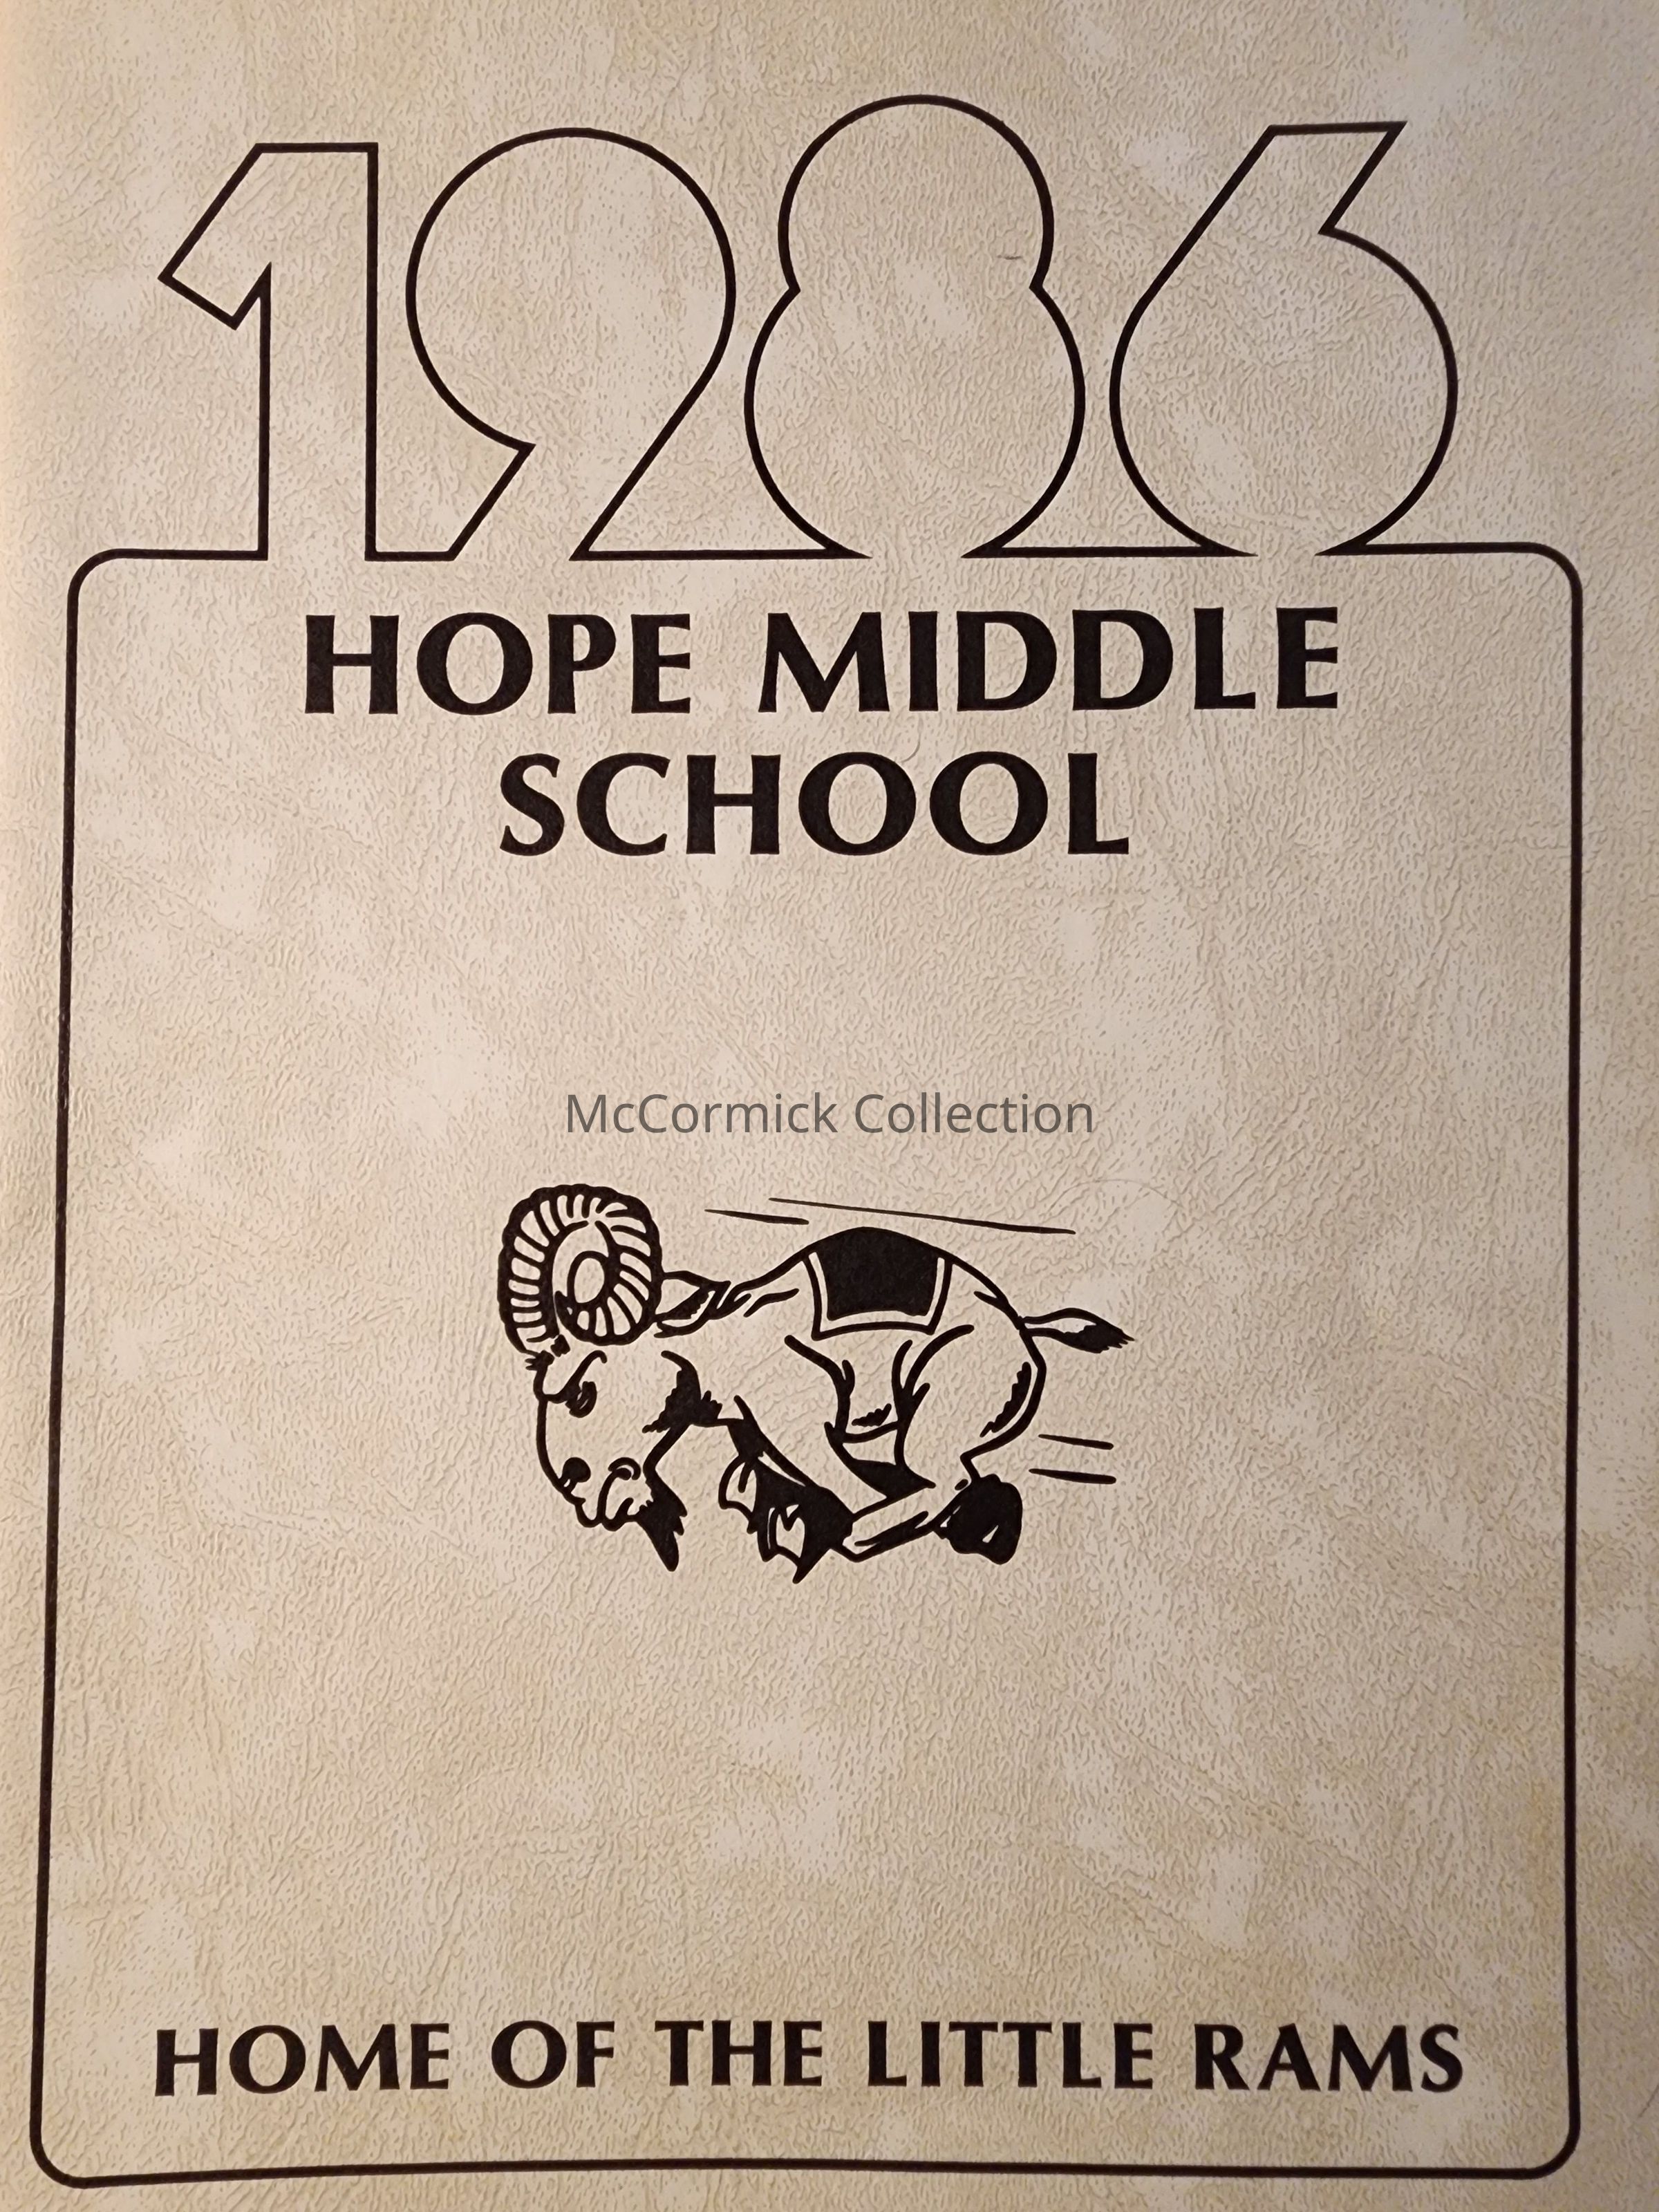 1986
HOPE MIDDLE
SCHOOL
McCormick Collection
HOME OF THE LITTLE RAMS